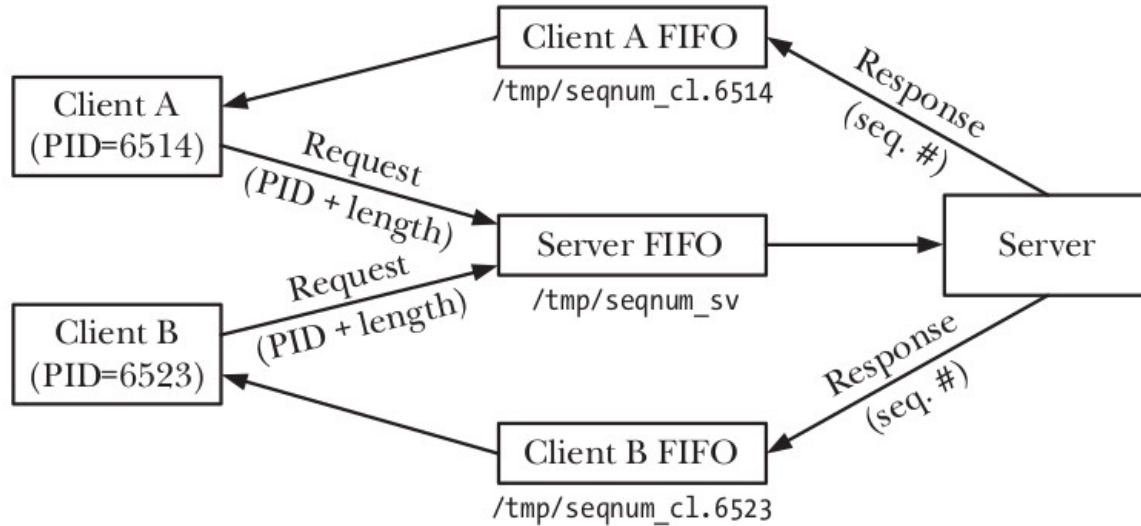 Client A FIFO
/tmp/seqnum_cl.6514
Response
(seq. #)
Client A
(PID=6514)
Request
(PID + length)
Server FIFO
/tmp/seqnum_sv
Server
Request
(PID + length)
Client B
(PID=6523)
Response
(seq. #)
Client B FIFO
/tmp/seqnum_cl.6523